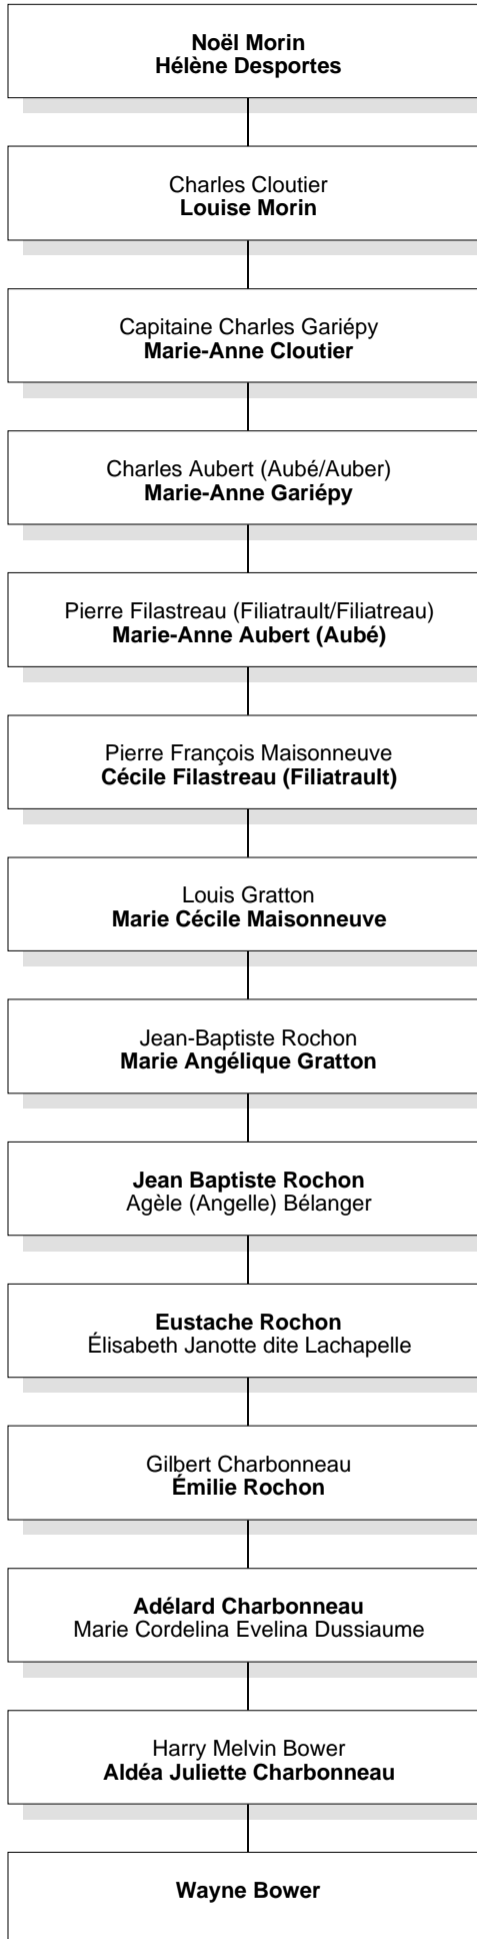 Noël Morin
Hélène Desportes
Charles Cloutier
Louise Morin
Capitaine Charles Gariépy
Marie-Anne Cloutier
Charles Aubert (Aubé/Auber)
Marie-Anne Gariépy
Pierre Filastreau (Filiatrault/Filiatreau)
Marie-Anne Aubert (Aubé)
Pierre François Maisonneuve
Cécile Filastreau (Filiatrault)
Louis Gratton
Marie Cécile Maisonneuve
Jean-Baptiste Rochon
Marie Angélique Gratton
Jean Baptiste Rochon
Agèle (Angelle) Bélanger
Eustache Rochon
Élisabeth Janotte dite Lachapelle
Gilbert Charbonneau
Émilie Rochon
Adélard Charbonneau
Marie Cordelina Evelina Dussiaume
Harry Melvin Bower
Aldéa Juliette Charbonneau
Wayne Bower